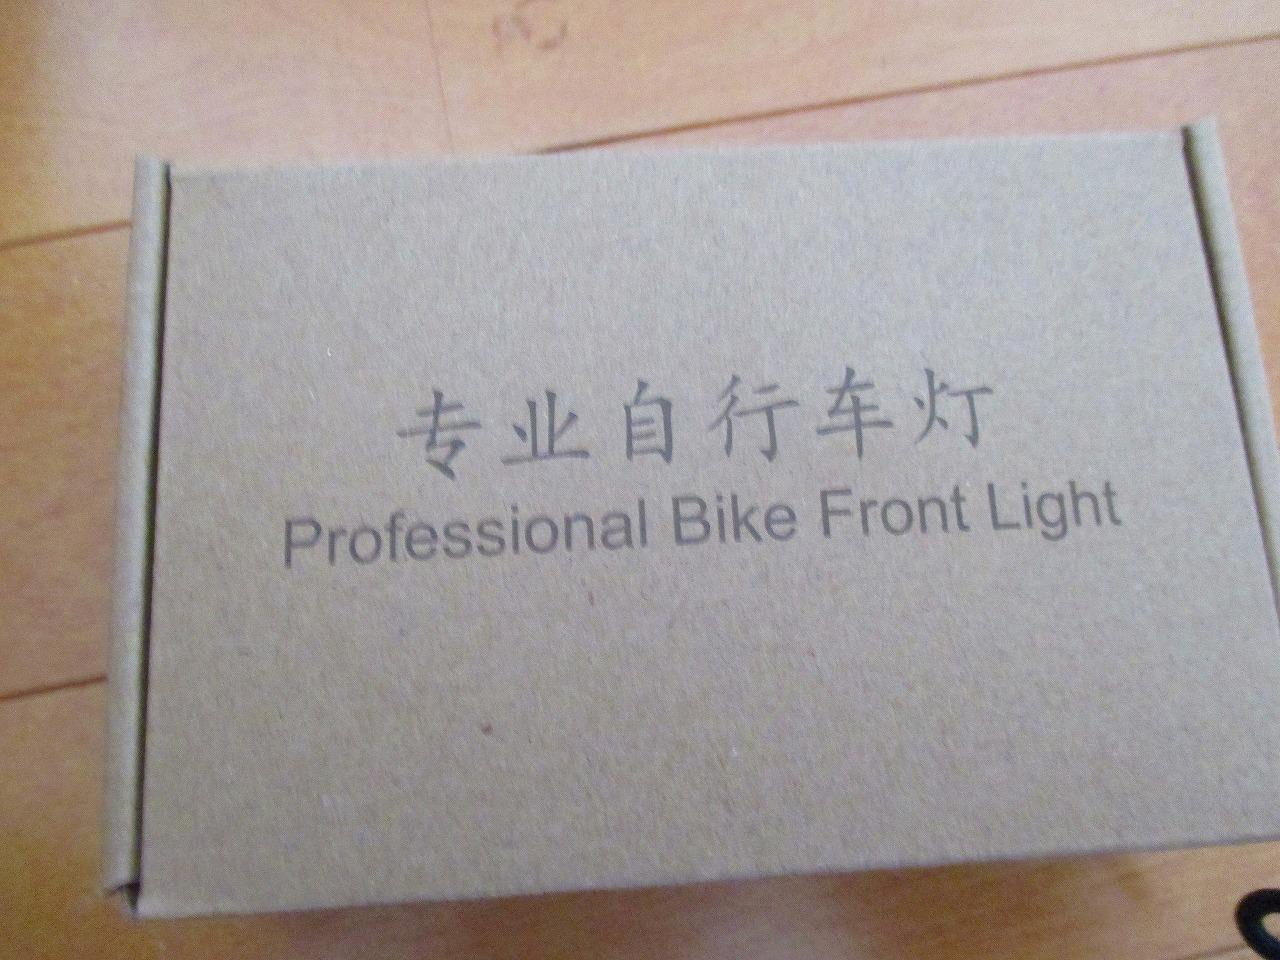 专业自行车灯
Professional Bike Front Light